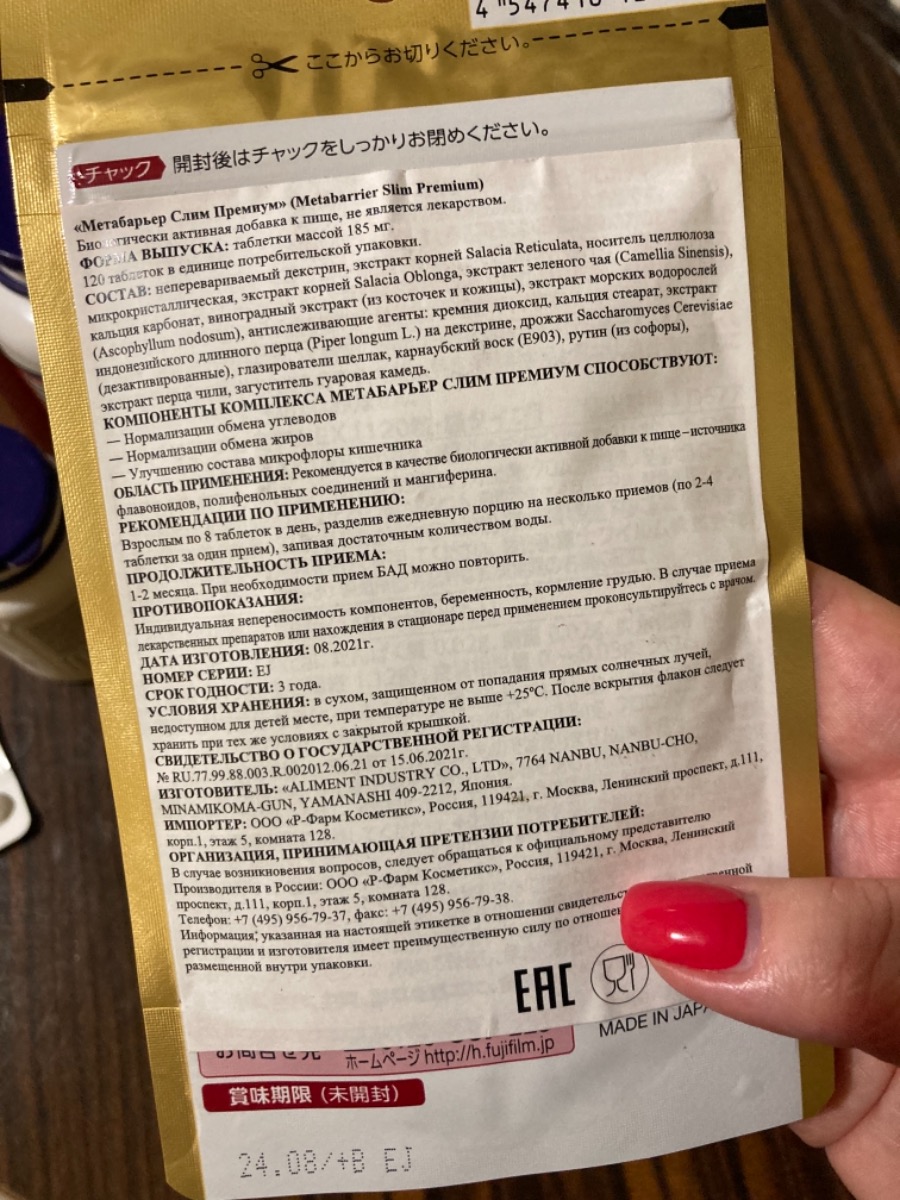 4 547410
ここからお切りください。
チャック 開封後はチャックをしっかりお閉めください。
«Метабарьер Слим Премиум» (Metabarrier Slim Premium)
Био гически активная добавка к пище, не является лекарством.
ФОРМА ВЫПУСКА: таблетки массой 185 мг.
120 таблеток в единице потребительской упаковки.
СОСТАВ: неперевариваемый декстрин, экстракт корней Salacia Reticulata, носитель целлюлоза
микрокристаллическая, экстракт корней Salacia Oblonga, экстракт зеленого чая (Camellia Sinensis),
кальция карбонат, виноградный экстракт (из косточек и кожицы), экстракт морских водорослей
(Ascophyllum nodosum), антислеживающие агенты: кремния диоксид, кальция стеарат, экстракт
индонезийского длинного перца (Piper longum L.) на декстрине, дрожжи Saccharomyces Cerevisiae
(дезактивированные), глазирователи шеллак, карнаубский воск (E903), рутин (из софоры),
экстракт перца чили, загуститель гуаровая камедь.
КОМПОНЕНТЫ КОМПЛЕКСА МЕТАБАРЬЕР СЛИМ ПРЕМИУМ СПОСОБСТВУЮТ:
— Нормализации обмена углеводов
— Нормализации обмена жиров
— Улучшению состава микрофлоры кишечника
ОБЛАСТЬ ПРИМЕНЕНИЯ: Рекомендуется в качестве биологически активной добавки к пище – источника
флавоноидов, полифенольных соединений и мангиферина.
РЕКОМЕНДАЦИИ ПО ПРИМЕНЕНИЮ:
Взрослым по 8 таблеток в день, разделив ежедневную порцию на несколько приемов (по 2-4
таблетки за один прием), запивая достаточным количеством воды.
ПРОДОЛЖИТЕЛЬНОСТЬ ПРИЕМА:
1-2 месяца. При необходимости прием БАД можно повторить.
ПРОТИВОПОКАЗАНИЯ:
Индивидуальная непереносимость компонентов, беременность, кормление грудью. В случае приема
лекарственных препаратов или нахождения в стационаре перед применением проконсультируйтесь с врачом.
ДАТА ИЗГОТОВЛЕНИЯ: 08.2021г.
НОМЕР СЕРИИ: EJ
СРОК ГОДНОСТИ: 3 года.
УСЛОВИЯ ХРАНЕНИЯ: в сухом, защищенном от попадания прямых солнечных лучей,
недоступном для детей месте, при температуре не выше +25°C. После вскрытия флакон следует
хранить при тех же условиях с закрытой крышкой.
СВИДЕТЕЛЬСТВО О ГОСУДАРСТВЕННОЙ РЕГИСТРАЦИИ:
№ RU.77.99.88.003.R.002012.06.21 от 15.06.2021г.
ИЗГОТОВИТЕЛЬ: «ALIMENT INDUSTRY CO., LTD», 7764 NANBU, NANBU-CHO,
MINAMIKOMA-GUN, YAMANASHI 409-2212, Япония.
ИМПОРТЕР: ООО «Р-Фарм Косметикс», Россия, 119421, г. Москва, Ленинский проспект, д.111,
корп.1, этаж 5, комната 128.
ОРГАНИЗАЦИЯ, ПРИНИМАЮЩАЯ ПРЕТЕНЗИИ ПОТРЕБИТЕЛЕЙ:
В случае возникновения вопросов, следует обращаться к официальному представителю
Производителя в России: ООО «Р-Фарм Косметикс», Россия, 119421, г. Москва, Ленинский
проспект, д.111, корп.1, этаж 5, комната 128.
Телефон: +7 (495) 956-79-37, факс: +7 (495) 956-79-38.
Информация, указанная на настоящей этикетке в отношении свидетельс енной
регистрации и изготовителя имеет преимущественную силу по отноше
размещенной внутри упаковки.
EAC
MADE IN JAP
お問合せ先 ホームページ http://h.fujifilm.jp
賞味期限 (未開封)
24.08/+B EJ